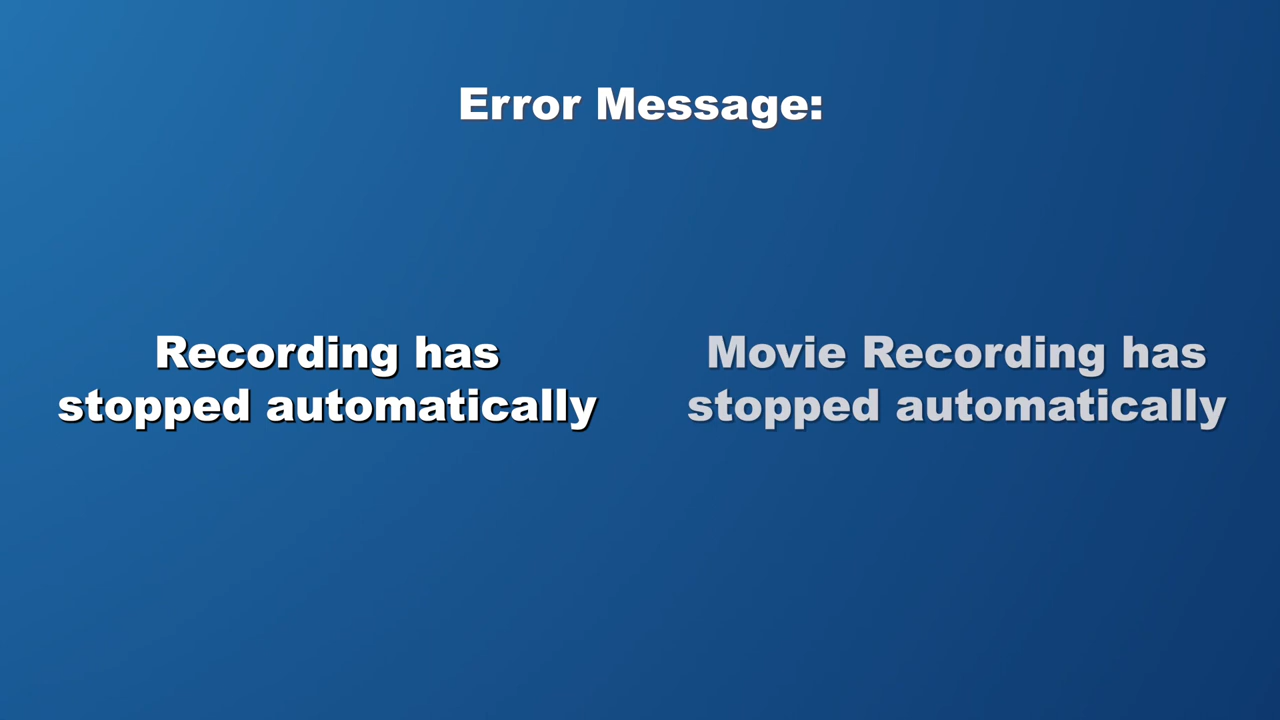 Error Message:
Recording has
stopped automatically
Movie Recording has
stopped automatically